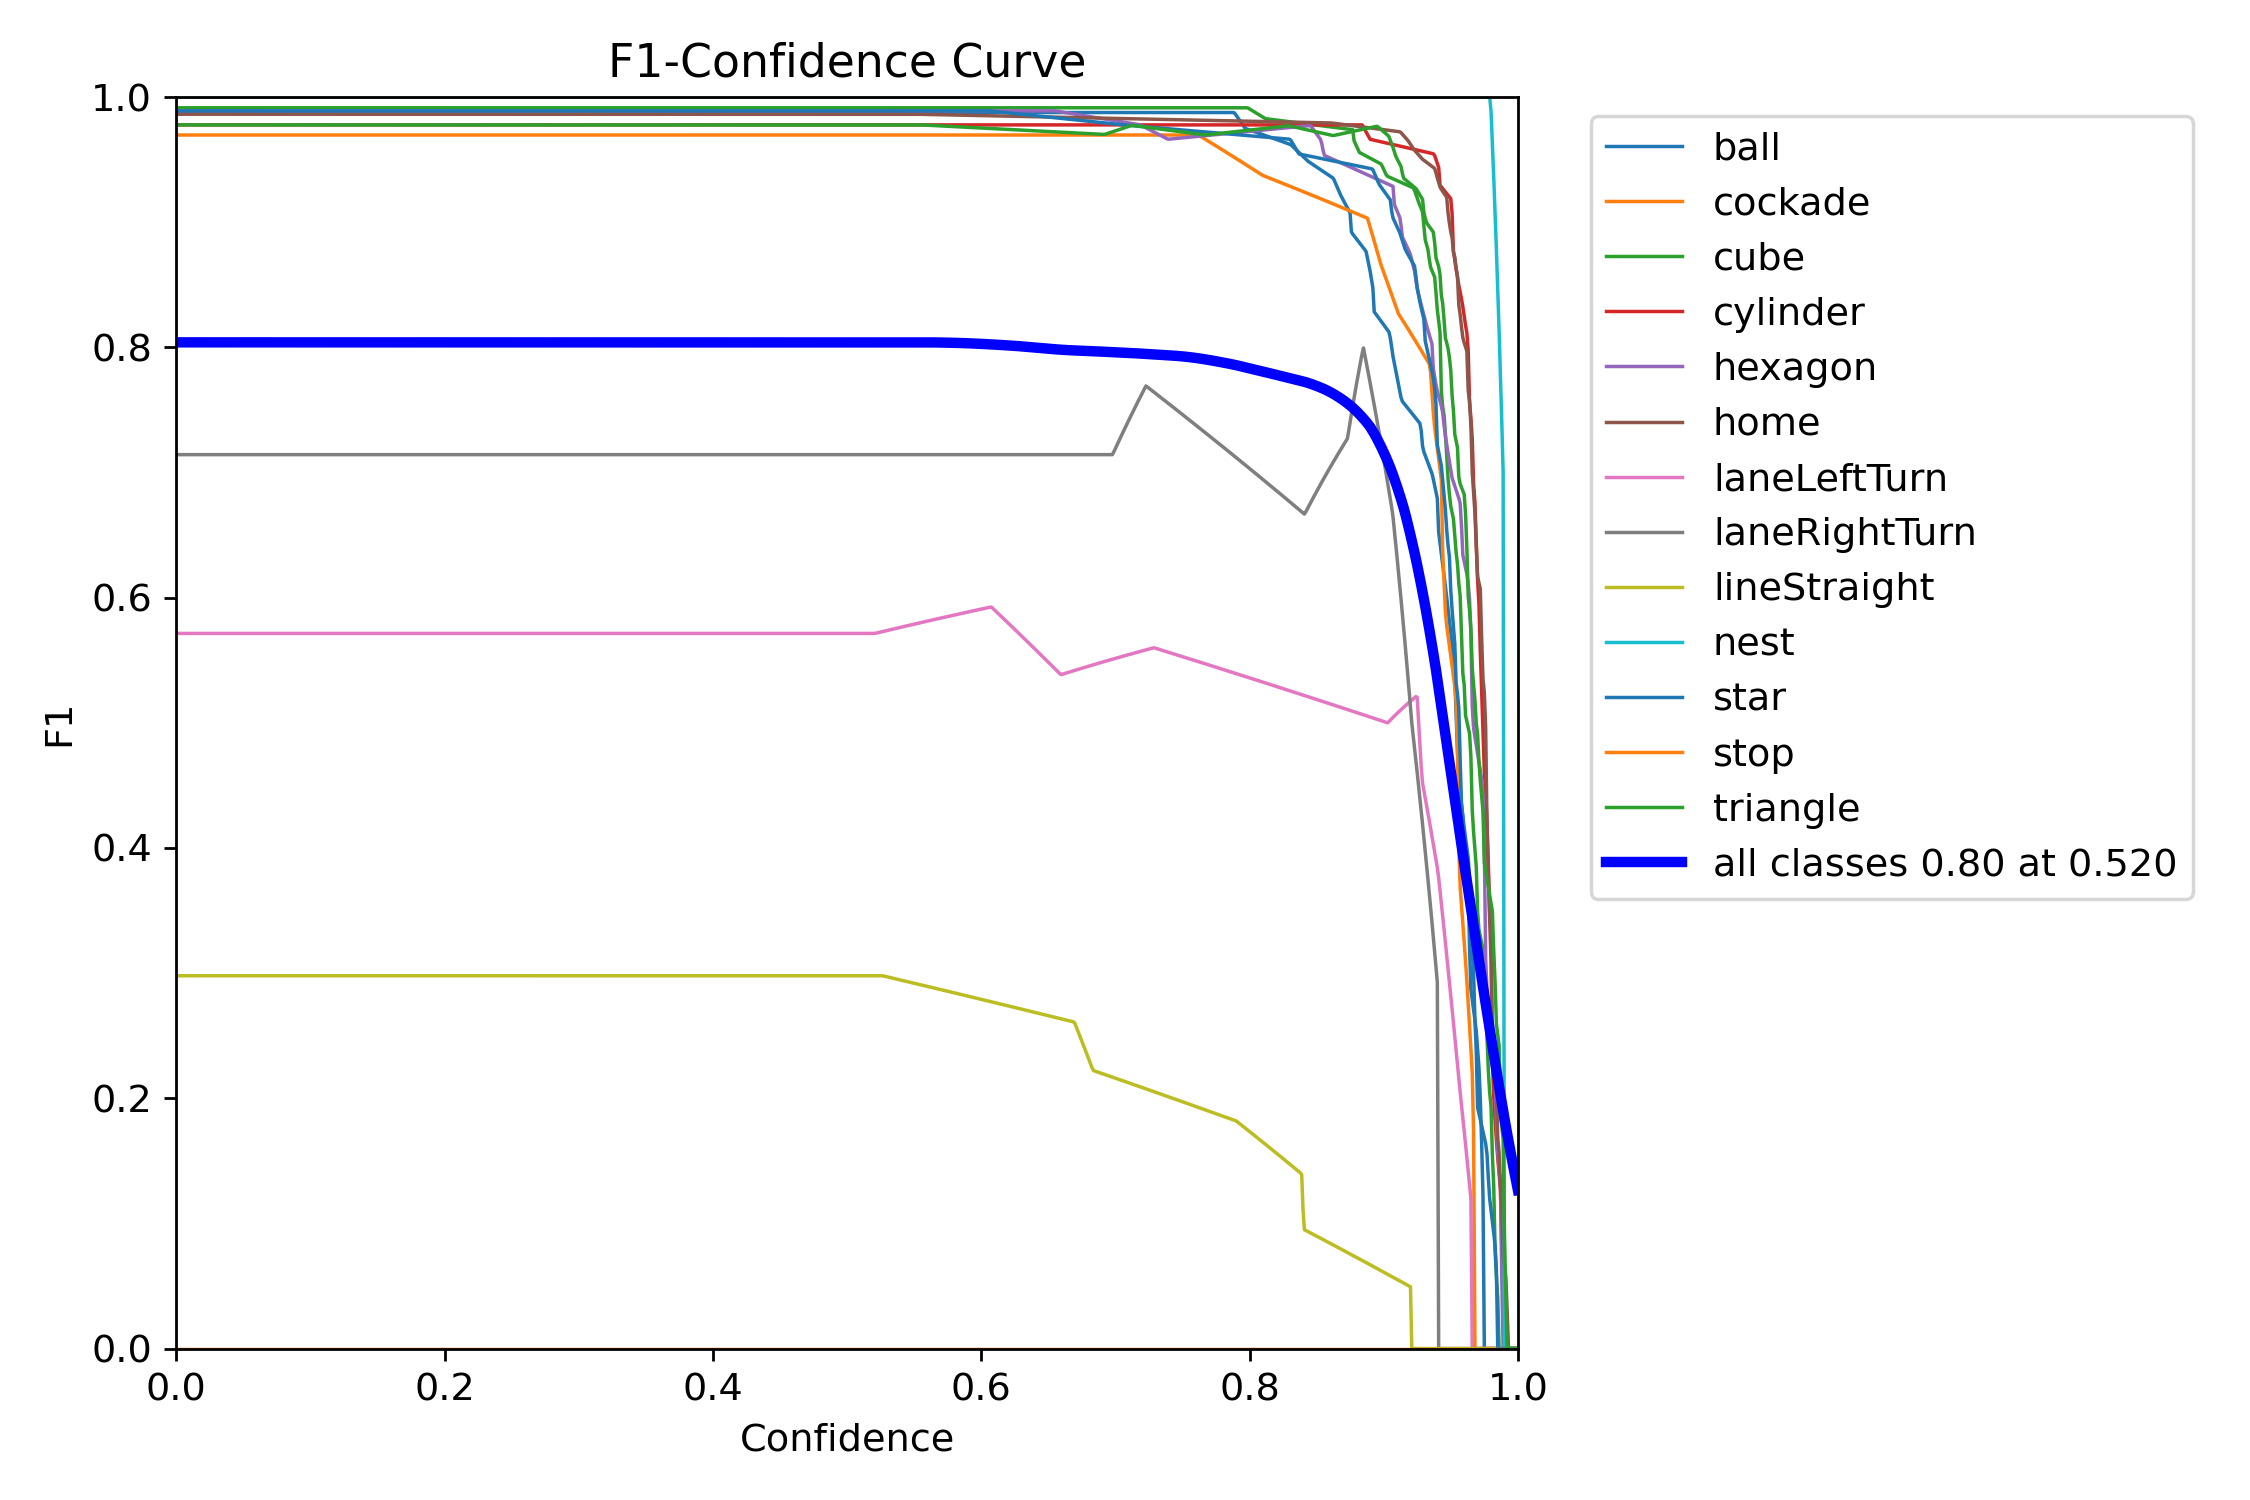 F1-Confidence Curve
1.0
0.8
0.6
0.4
0.2
0.0
F1
0.0 0.2 0.4 0.6 0.8 1.0
Confidence
ball
cockade
cube
cylinder
hexagon
home
laneLeftTurn
laneRightTurn
lineStraight
nest
star
stop
triangle
all classes 0.80 at 0.520